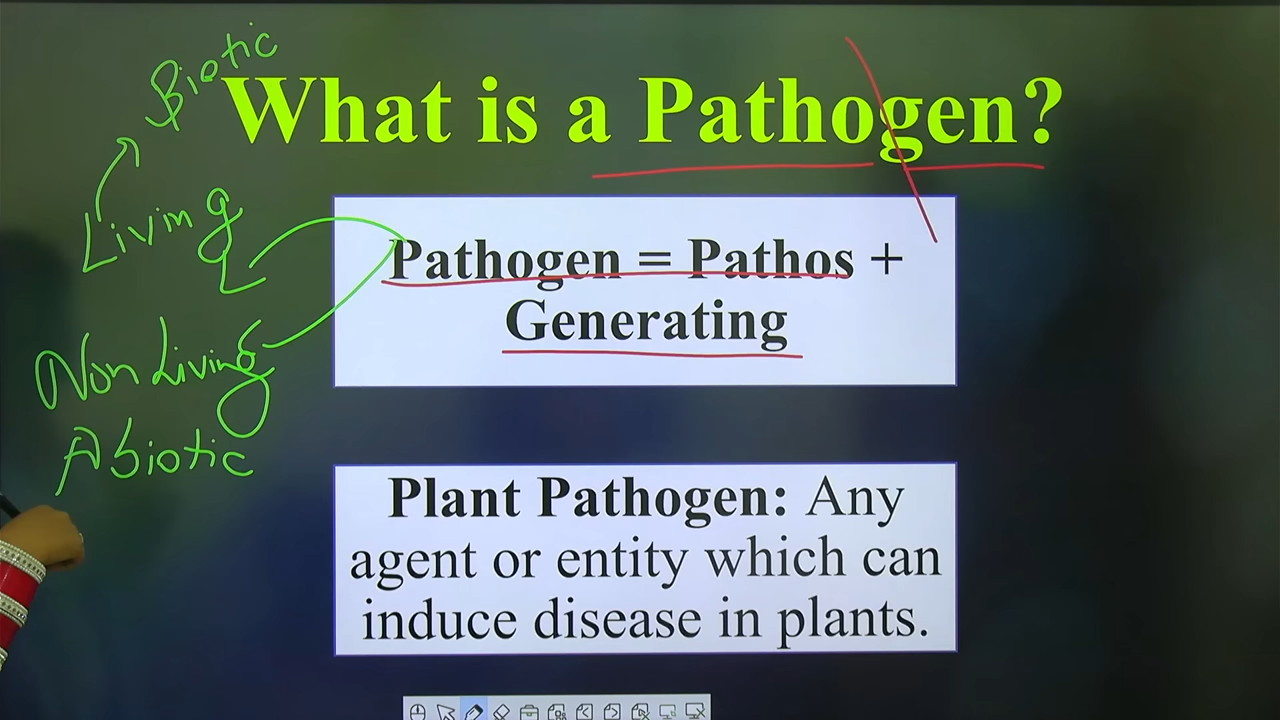 Biotic
What is a Pathogen?
Living
Pathogen = Pathos +
Generating
Non Living
Abiotic
Plant Pathogen: Any
agent or entity which can
induce disease in plants.